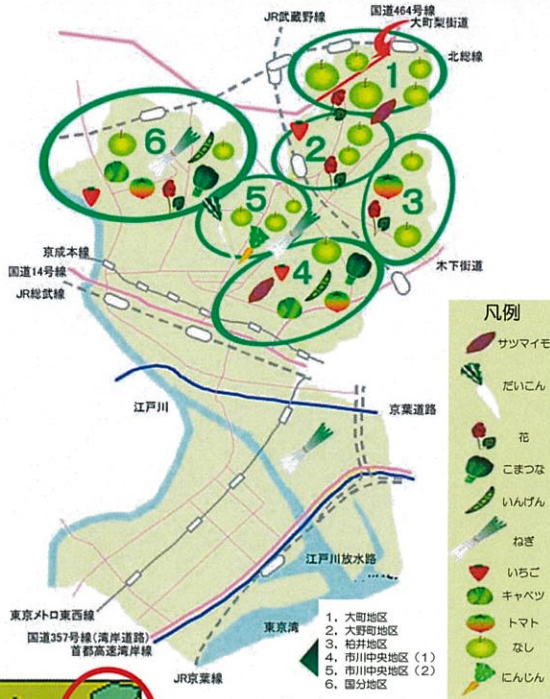 国道464号線
JR武蔵野線
大町梨街道
北総線
1
6
2
3
5
4
京成本線
国道14号線
JR総武線
木下街道
江戸川
京葉道路
江戸川放水路
東京湾
東京メトロ東西線
国道357号線(湾岸道路)
首都高速湾岸線
JR京葉線
1，大町地区
2，大野町地区
3，柏井地区
4，市川中央地区（1）
5，市川中央地区（2）
6，国分地区
凡例
サツマイモ
だいこん
花
こまつな
いんげん
ねぎ
いちご
キャベツ
トマト
なし
にんじん